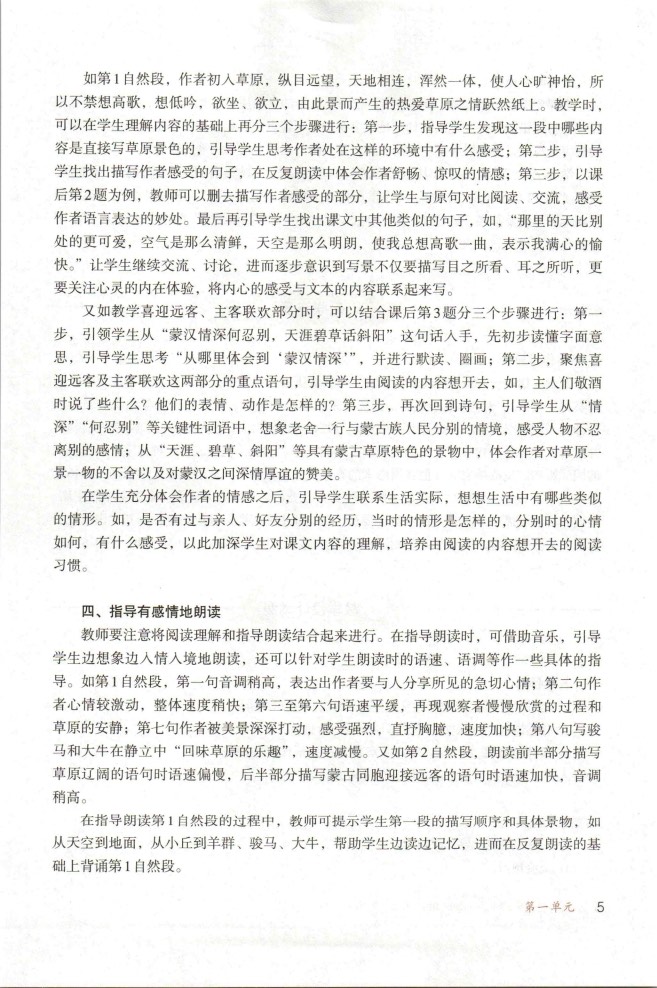 如第1自然段，作者初入草原，纵目远望，天地相连，浑然一体，使人心旷神怡，所
以不禁想高歌，想低吟，欲坐、欲立，由此景而产生的热爱草原之情跃然纸上。教学时，
可以在学生理解内容的基础上再分三个步骤进行：第一步，指导学生发现这一段中哪些内
容是直接写草原景色的，引导学生思考作者处在这样的环境中有什么感受；第二步，引导
学生找出描写作者感受的句子，在反复朗读中体会作者舒畅、惊叹的情感；第三步，以课
后第2题为例，教师可以删去描写作者感受的部分，让学生与原句对比阅读、交流，感受
作者语言表达的妙处。最后再引导学生找出课文中其他类似的句子，如，“那里的天比别
处的更可爱，空气是那么清鲜，天空是那么明朗，使我总想高歌一曲，表示我满心的愉
快。”让学生继续交流、讨论，进而逐步意识到写景不仅要描写目之所看、耳之所听，更
要关注心灵的内在体验，将内心的感受与文本的内容联系起来写。
又如教学喜迎远客、主客联欢部分时，可以结合课后第3题分三个步骤进行：第一
步，引领学生从“蒙汉情深何忍别，天涯碧草话斜阳”这句话入手，先初步读懂字面意
思，引导学生思考“从哪里体会到‘蒙汉情深’”，并进行默读、圈画；第二步，聚焦喜
迎远客及主客联欢这两部分的重点语句，引导学生由阅读的内容想开去，如，主人们敬酒
时说了些什么？他们的表情、动作是怎样的？第三步，再次回到诗句，引导学生从“情
深”“何忍别”等关键性词语中，想象老舍一行与蒙古族人民分别的情境，感受人物不忍
离别的感情；从“天涯、碧草、斜阳”等具有蒙古草原特色的景物中，体会作者对草原一
景一物的不舍以及对蒙汉之间深情厚谊的赞美。
在学生充分体会作者的情感之后，引导学生联系生活实际，想想生活中有哪些类似
的情形。如，是否有过与亲人、好友分别的经历，当时的情形是怎样的，分别时的心情
如何，有什么感受，以此加深学生对课文内容的理解，培养由阅读的内容想开去的阅读
习惯。
四、指导有感情地朗读
教师要注意将阅读理解和指导朗读结合起来进行。在指导朗读时，可借助音乐，引导
学生边想象边入情入境地朗读，还可以针对学生朗读时的语速、语调等作一些具体的指
导。如第1自然段，第一句音调稍高，表达出作者要与人分享所见的急切心情；第二句作
者心情较激动，整体速度稍快；第三至第六句语速平缓，再现观察者慢慢欣赏的过程和
草原的安静；第七句作者被美景深深打动，感受强烈，直抒胸臆，速度加快；第八句写骏
马和大牛在静立中“回味草原的乐趣”，速度减慢。又如第2自然段，朗读前半部分描写
草原辽阔的语句时语速偏慢，后半部分描写蒙古同胞迎接远客的语句时语速加快，音调
稍高。
在指导朗读第1自然段的过程中，教师可提示学生第一段的描写顺序和具体景物，如
从天空到地面，从小丘到羊群、骏马、大牛，帮助学生边读边记忆，进而在反复朗读的基
础上背诵第1自然段。
第一单元 5